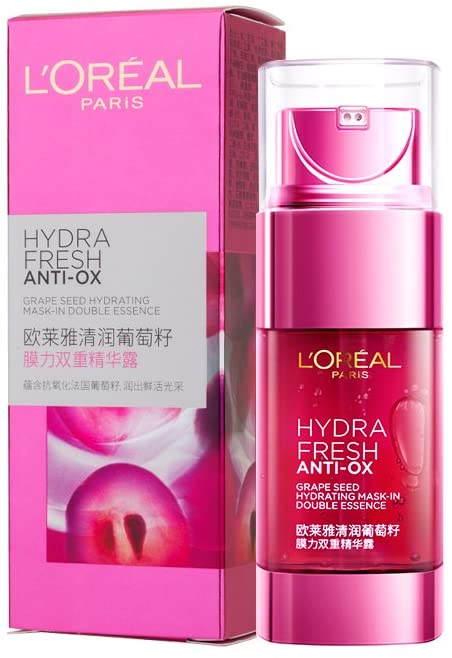 L'ORÉAL
PARIS
HYDRA
FRESH
ANTI-OX
GRAPE SEED HYDRATING
MASK-IN DOUBLE ESSENCE
欧莱雅清润葡萄籽
膜力双重精华露
蕴含抗氧化法国葡萄籽,润出鲜活光采
L'ORÉAL
PARIS
HYDRA
FRESH
ANTI-OX
GRAPE SEED
HYDRATING MASK-IN
DOUBLE ESSENCE
欧莱雅清润葡萄籽
膜力双重精华露